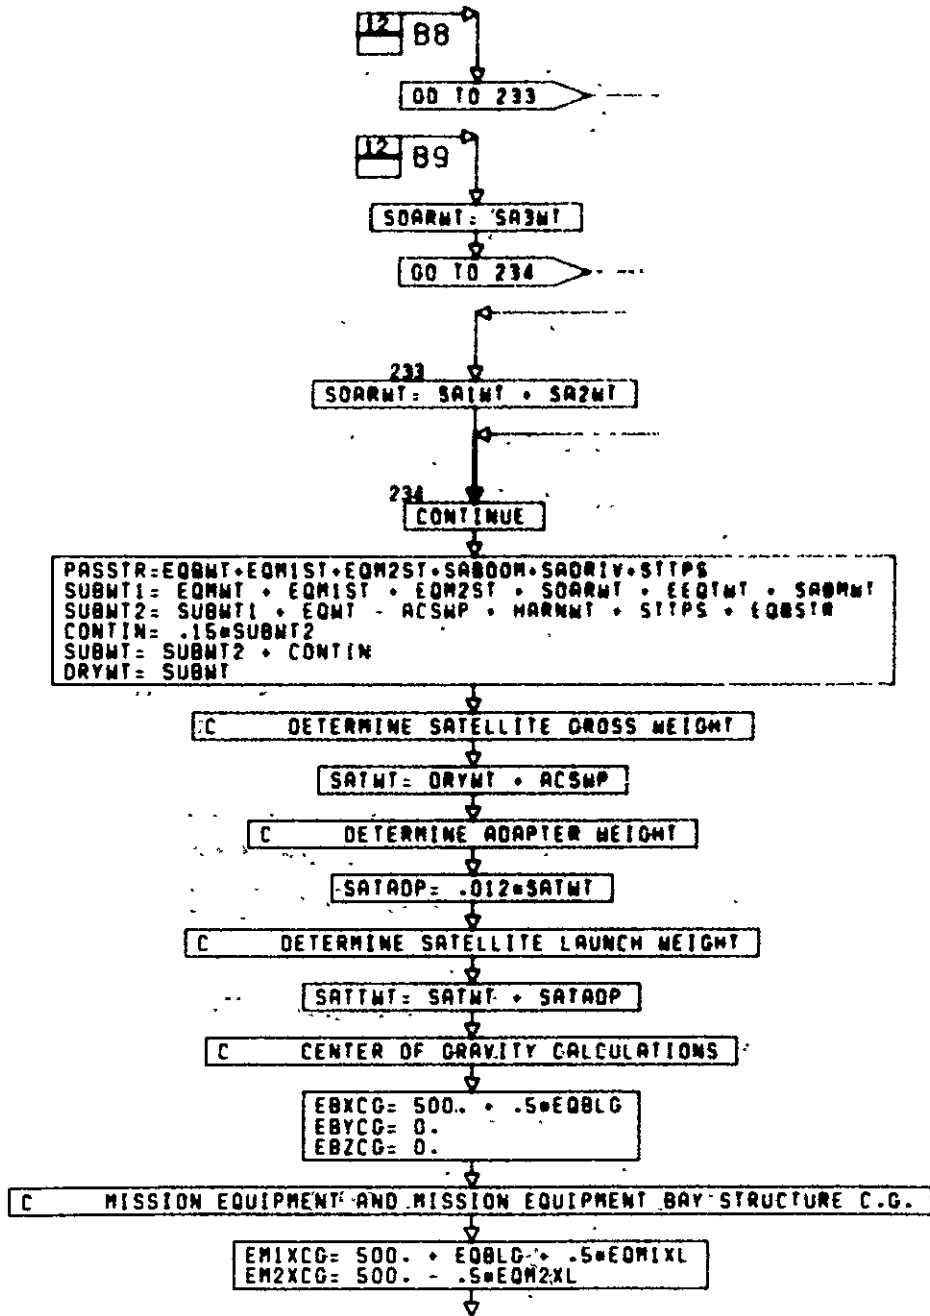 12
B8
GO TO 233
12
B9
SOARWT= SA3WT
GO TO 234
233
SOARWT= SA1WT + SA2WT
234
CONTINUE
PASSTR=EQBWT+EQM1ST+EQM2ST+SABOOM+SADRIV+STTPS
SUBWT1= EQMWT + EQM1ST + EQM2ST + SOARWT + EEQTWT + SABMWT
SUBWT2= SUBWT1 + EQWT - ACSWP + HARNWT + STTPS + EQBSTR
CONTIN= .15*SUBWT2
SUBWT= SUBWT2 + CONTIN
DRYWT= SUBWT
C DETERMINE SATELLITE GROSS WEIGHT
SATWT= DRYWT + ACSWP
C DETERMINE ADAPTER WEIGHT
SATADP= .012*SATWT
C DETERMINE SATELLITE LAUNCH WEIGHT
SATTWT= SATWT + SATADP
C CENTER OF GRAVITY CALCULATIONS
EBXCG= 500. + .5*EQBLG
EBYCG= 0.
EBZCG= 0.
C MISSION EQUIPMENT AND MISSION EQUIPMENT BAY STRUCTURE C.G.
EM1XCG= 500. + EQBLG + .5*EQM1XL
EM2XCG= 500. - .5*EQM2XL